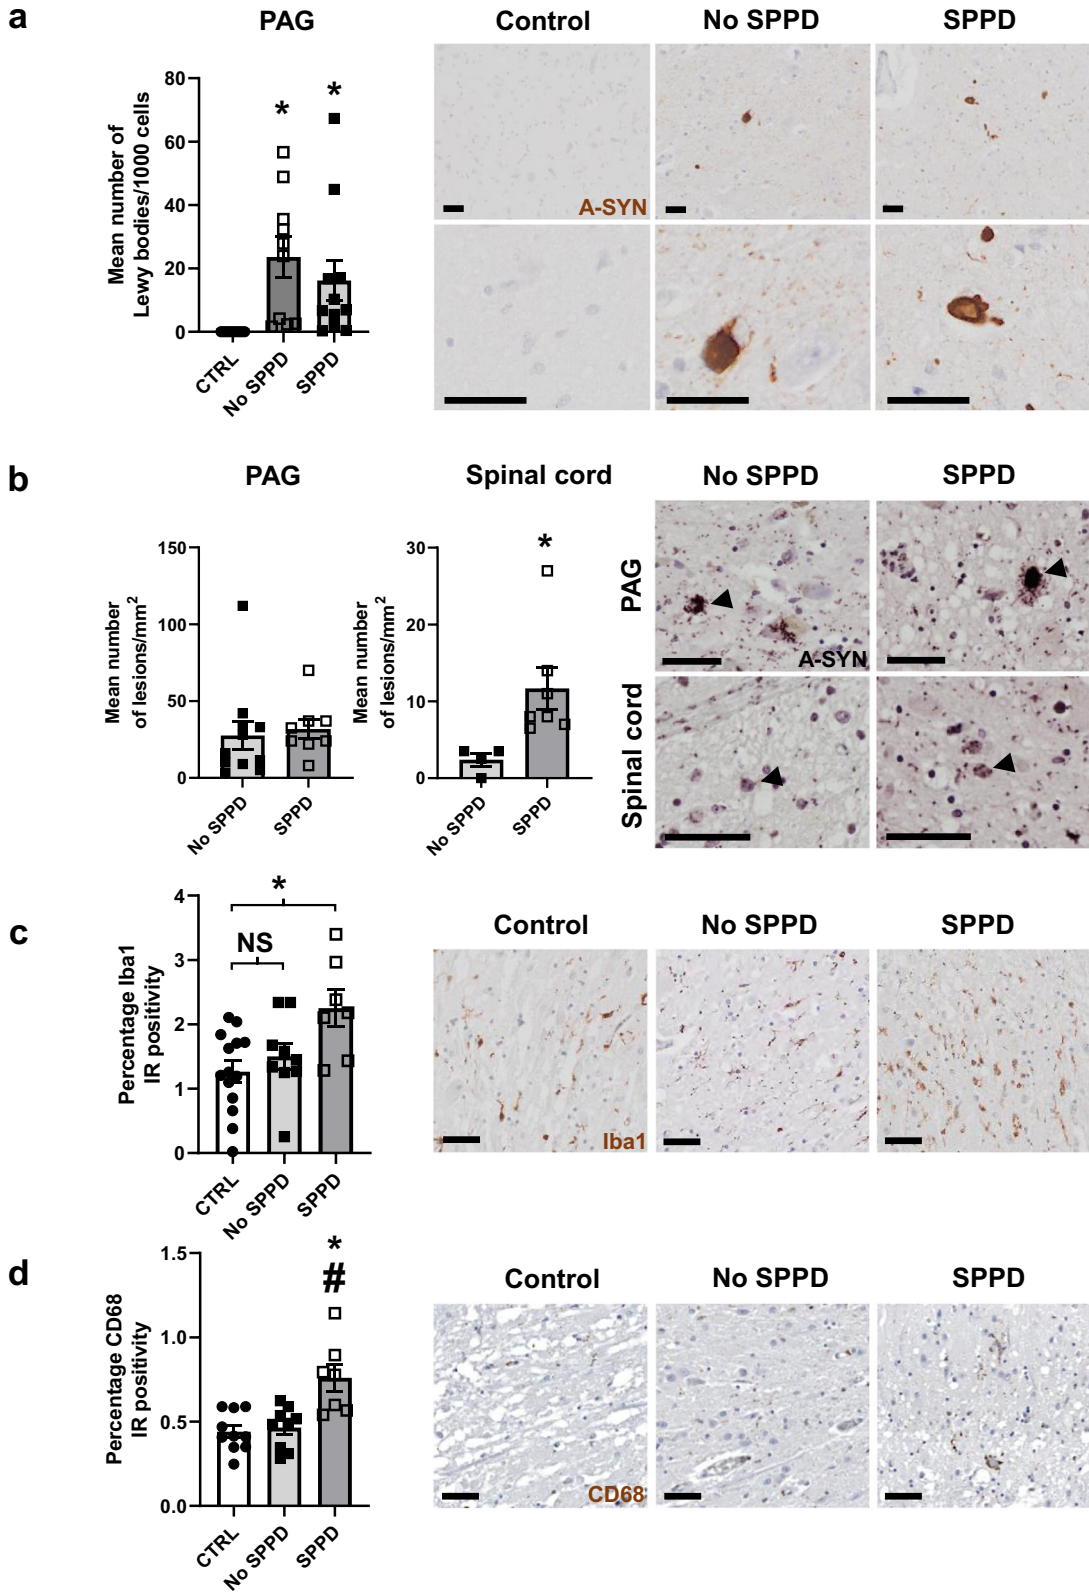 a
PAG
Control
No SPPD
SPPD
Mean number of
Lewy bodies/1000 cells
80
60
40
20
0
*
*
CTRL
No SPPD
SPPD
A-SYN
b
PAG
Spinal cord
No SPPD
SPPD
Mean number
of lesions/mm²
150
100
50
0
No SPPD
SPPD
Mean number
of lesions/mm²
30
20
10
0
*
No SPPD
SPPD
PAG
A-SYN
Spinal cord
c
Percentage Iba1
IR positivity
4
3
2
1
0
*
NS
CTRL
No SPPD
SPPD
Control
No SPPD
SPPD
Iba1
d
Percentage CD68
IR positivity
1.5
1.0
0.5
0.0
*
#
CTRL
No SPPD
SPPD
Control
No SPPD
SPPD
CD68